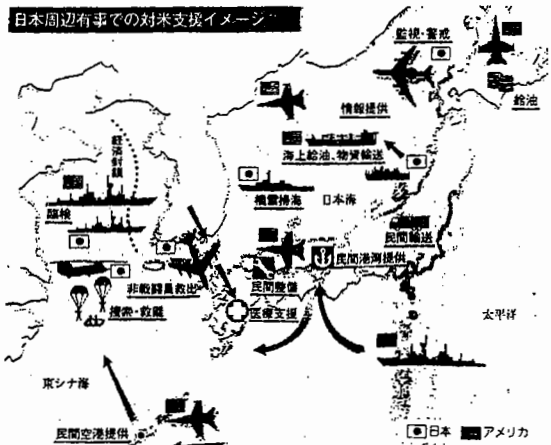 日本周辺有事での対米支援イメージ
監視・警戒
情報提供
給油
海上給油、物資輸送
経済封鎖
臨検
機雷掃海
日本海
民間輸送
民間港湾提供
民間整備
非戦闘員救出
医療支援
捜索・救難
太平洋
東シナ海
民間空港提供
日本
アメリカ